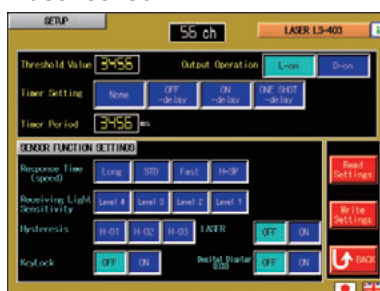 SETUP 56 ch LASER LS-403
Threshold Value 3456 Output Operation L-on D-on
Timer Setting None OFF -delay ON -delay ONE SHOT -delay
Timer Period 3456 ms
SENSOR FUNCTION SETTINGS
Response Time (speed) Long STD Fast H-SP
Read Settings
Receiving Light Sensitivity Level 4 Level 3 Level 2 Level 1
Hysteresis H-01 H-02 H-03 LASER OFF ON
Write Settings
KeyLock OFF ON Decital Display OFF ON
BACK